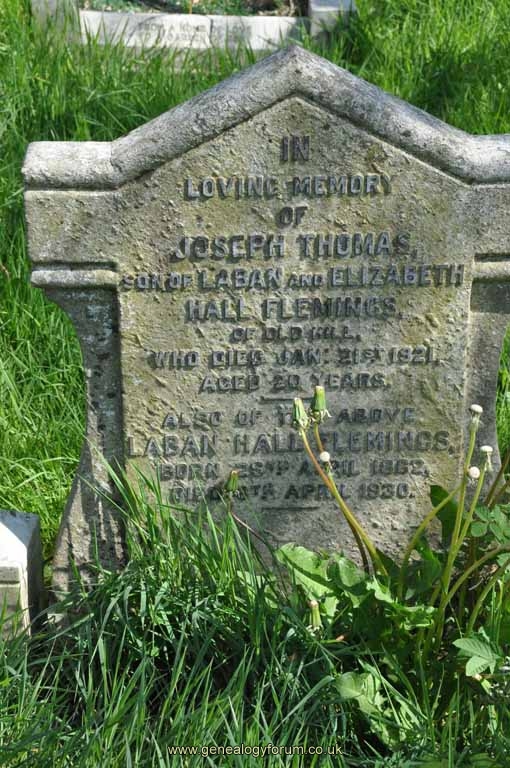 IN
LOVING MEMORY
OF
JOSEPH THOMAS,
SON OF LABAN AND ELIZABETH
HALL FLEMINGS,
OF OLD HILL,
WHO DIED JAN: 21ST 1921,
AGED 20 YEARS.
ALSO OF THE ABOVE
LABAN HALL FLEMINGS,
BORN 28TH APRIL 1862,
DIED APRIL 1930.
www.genealogyforum.co.uk